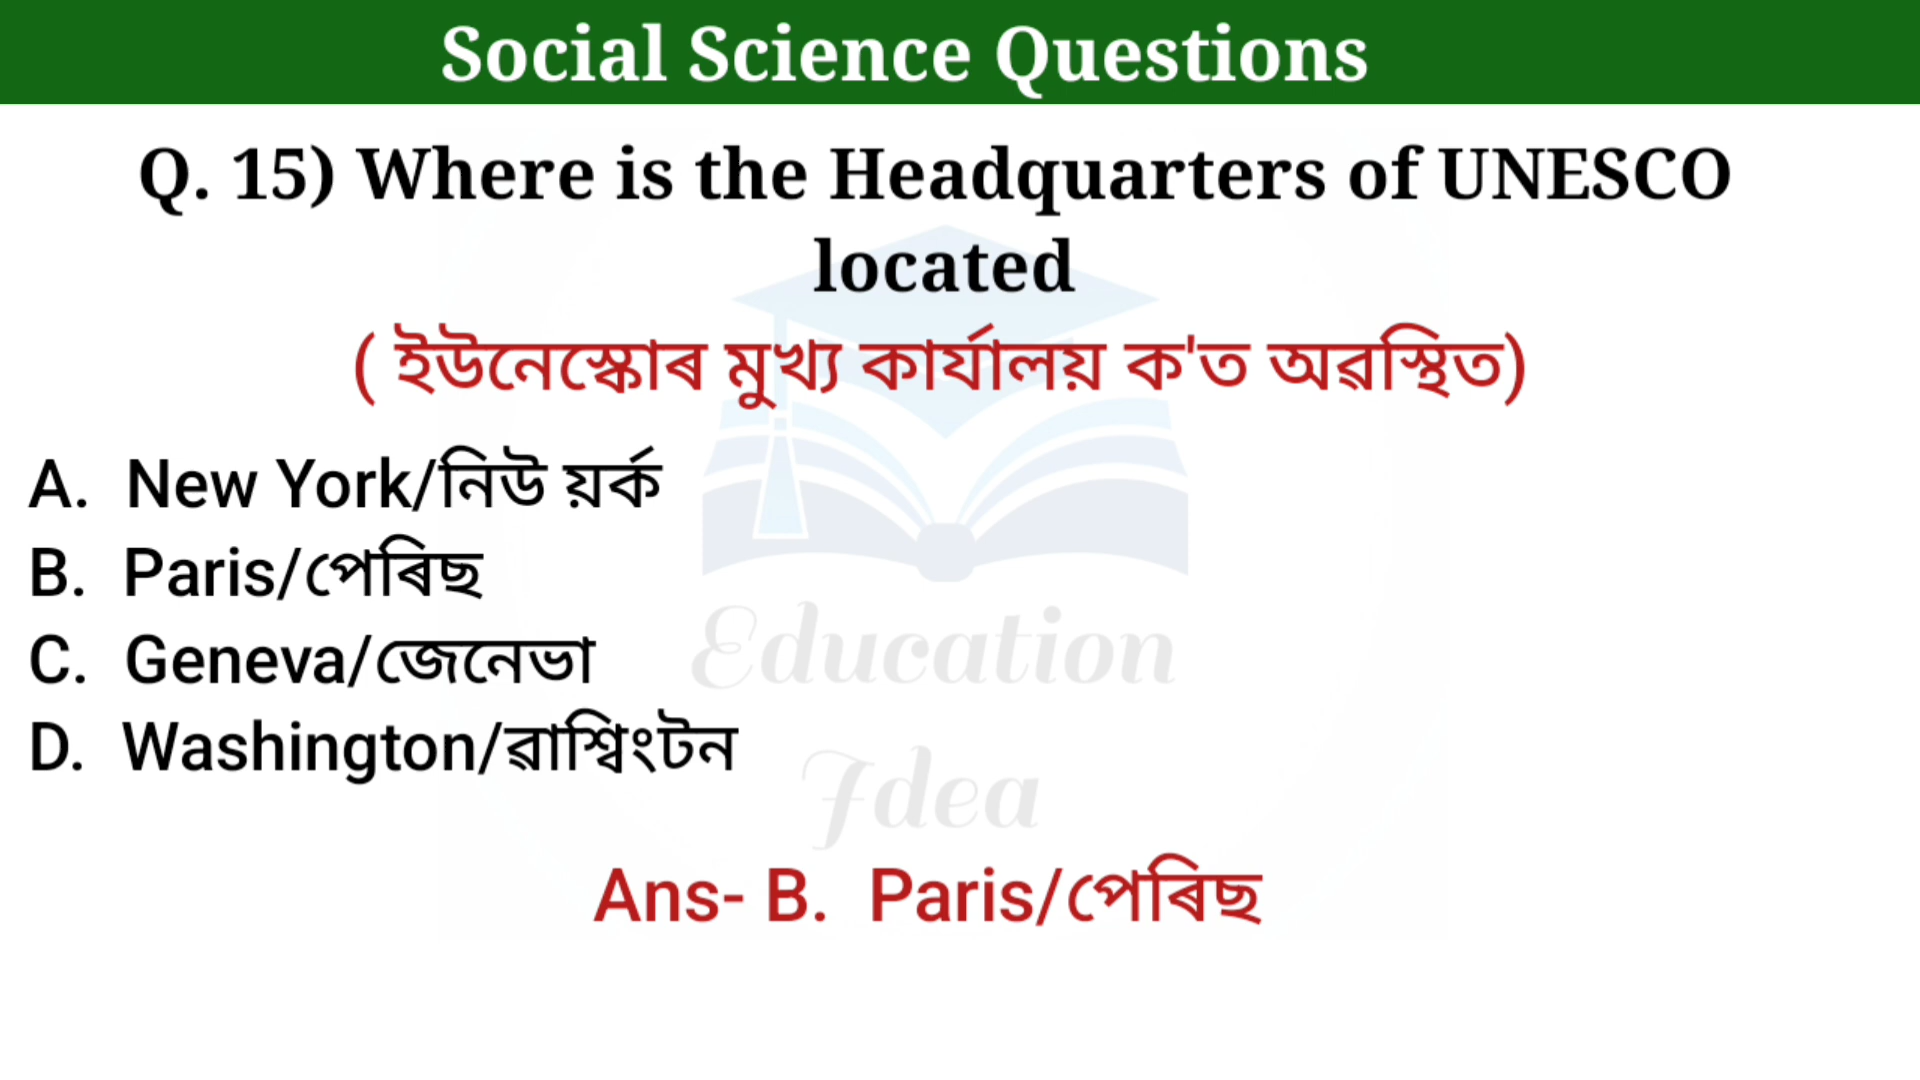 Social Science Questions
Q. 15) Where is the Headquarters of UNESCO
located
( ইউনেস্কোৰ মুখ্য কাৰ্যালয় ক'ত অৱস্থিত)
A. New York/নিউ য়ৰ্ক
B. Paris/পেৰিছ
C. Geneva/জেনেভা
D. Washington/ৱাশ্বিংটন
Education
Idea
Ans- B. Paris/পেৰিছ